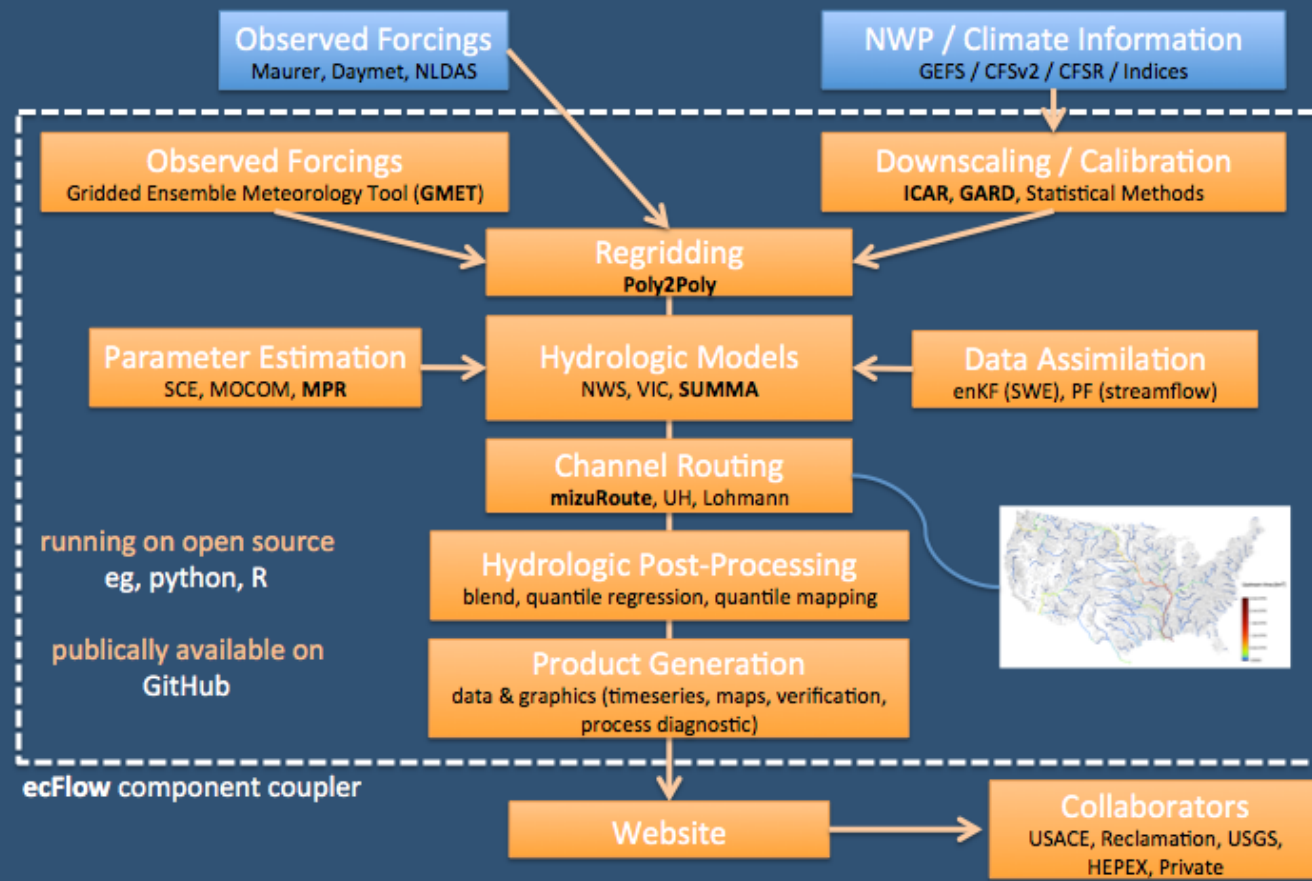 Observed Forcings
Maurer, Daymet, NLDAS
NWP / Climate Information
GEFS / CFSv2 / CFSR / Indices
Observed Forcings
Gridded Ensemble Meteorology Tool (GMET)
Downscaling / Calibration
ICAR, GARD, Statistical Methods
Regridding
Poly2Poly
Parameter Estimation
SCE, MOCOM, MPR
Hydrologic Models
NWS, VIC, SUMMA
Data Assimilation
enKF (SWE), PF (streamflow)
Channel Routing
mizuRoute, UH, Lohmann
running on open source
eg, python, R
Hydrologic Post-Processing
blend, quantile regression, quantile mapping
publically available on
GitHub
Product Generation
data & graphics (timeseries, maps, verification,
process diagnostic)
ecFlow component coupler
Website
Collaborators
USACE, Reclamation, USGS,
HEPEX, Private